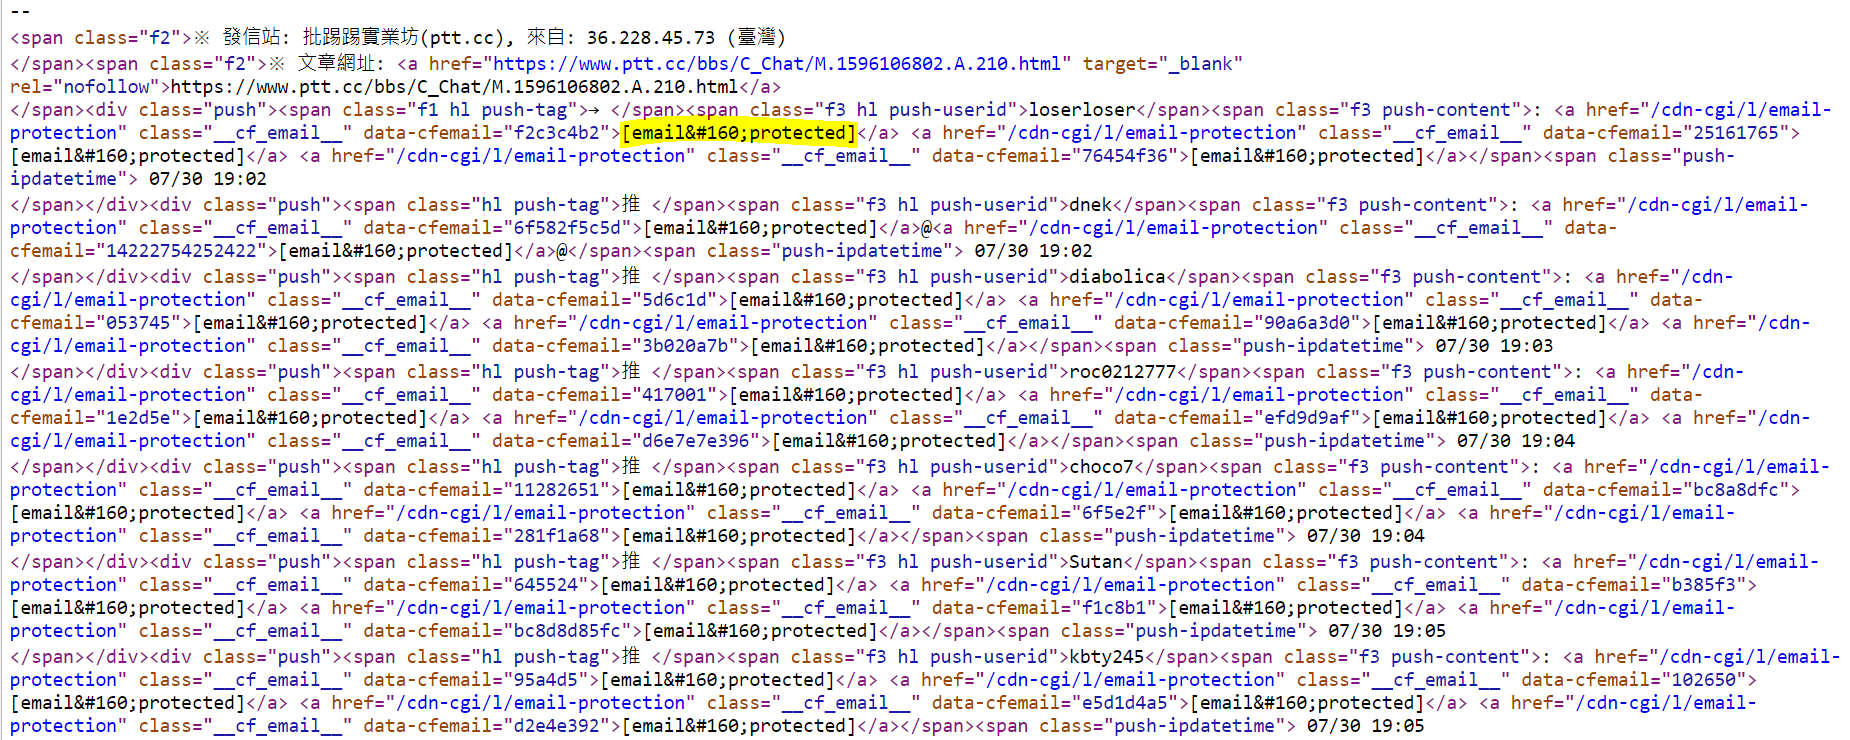 --
<span class="f2">※ 發信站: 批踢踢實業坊(ptt.cc), 來自: 36.228.45.73 (臺灣)
</span><span class="f2">※ 文章網址: <a href="https://www.ptt.cc/bbs/C_Chat/M.1596106802.A.210.html" target="_blank"
rel="nofollow">https://www.ptt.cc/bbs/C_Chat/M.1596106802.A.210.html</a>
</span><div class="push"><span class="f1 hl push-tag">→ </span><span class="f3 hl push-userid">loserloser</span><span class="f3 push-content">: <a href="/cdn-cgi/l/email-
protection" class="__cf_email__" data-cfemail="f2c3c4b2">[email&#160;protected]</a> <a href="/cdn-cgi/l/email-protection" class="__cf_email__" data-cfemail="25161765">
[email&#160;protected]</a> <a href="/cdn-cgi/l/email-protection" class="__cf_email__" data-cfemail="76454f36">[email&#160;protected]</a></span><span class="push-
ipdatetime"> 07/30 19:02
</span></div><div class="push"><span class="hl push-tag">推 </span><span class="f3 hl push-userid">dnek</span><span class="f3 push-content">: <a href="/cdn-cgi/l/email-
protection" class="__cf_email__" data-cfemail="6f582f5c5d">[email&#160;protected]</a>@<a href="/cdn-cgi/l/email-protection" class="__cf_email__" data-
cfemail="14222754252422">[email&#160;protected]</a>@</span><span class="push-ipdatetime"> 07/30 19:02
</span></div><div class="push"><span class="hl push-tag">推 </span><span class="f3 hl push-userid">diabolica</span><span class="f3 push-content">: <a href="/cdn-
cgi/l/email-protection" class="__cf_email__" data-cfemail="5d6c1d">[email&#160;protected]</a> <a href="/cdn-cgi/l/email-protection" class="__cf_email__" data-
cfemail="053745">[email&#160;protected]</a> <a href="/cdn-cgi/l/email-protection" class="__cf_email__" data-cfemail="90a6a3d0">[email&#160;protected]</a> <a href="/cdn-
cgi/l/email-protection" class="__cf_email__" data-cfemail="3b020a7b">[email&#160;protected]</a></span><span class="push-ipdatetime"> 07/30 19:03
</span></div><div class="push"><span class="hl push-tag">推 </span><span class="f3 hl push-userid">roc0212777</span><span class="f3 push-content">: <a href="/cdn-
cgi/l/email-protection" class="__cf_email__" data-cfemail="417001">[email&#160;protected]</a> <a href="/cdn-cgi/l/email-protection" class="__cf_email__" data-
cfemail="1e2d5e">[email&#160;protected]</a> <a href="/cdn-cgi/l/email-protection" class="__cf_email__" data-cfemail="efd9d9af">[email&#160;protected]</a> <a href="/cdn-
cgi/l/email-protection" class="__cf_email__" data-cfemail="d6e7e7e396">[email&#160;protected]</a></span><span class="push-ipdatetime"> 07/30 19:04
</span></div><div class="push"><span class="hl push-tag">推 </span><span class="f3 hl push-userid">choco7</span><span class="f3 push-content">: <a href="/cdn-cgi/l/email-
protection" class="__cf_email__" data-cfemail="11282651">[email&#160;protected]</a> <a href="/cdn-cgi/l/email-protection" class="__cf_email__" data-cfemail="bc8a8dfc">
[email&#160;protected]</a> <a href="/cdn-cgi/l/email-protection" class="__cf_email__" data-cfemail="6f5e2f">[email&#160;protected]</a> <a href="/cdn-cgi/l/email-
protection" class="__cf_email__" data-cfemail="281f1a68">[email&#160;protected]</a></span><span class="push-ipdatetime"> 07/30 19:04
</span></div><div class="push"><span class="hl push-tag">推 </span><span class="f3 hl push-userid">Sutan</span><span class="f3 push-content">: <a href="/cdn-cgi/l/email-
protection" class="__cf_email__" data-cfemail="645524">[email&#160;protected]</a> <a href="/cdn-cgi/l/email-protection" class="__cf_email__" data-cfemail="b385f3">
[email&#160;protected]</a> <a href="/cdn-cgi/l/email-protection" class="__cf_email__" data-cfemail="f1c8b1">[email&#160;protected]</a> <a href="/cdn-cgi/l/email-
protection" class="__cf_email__" data-cfemail="bc8d8d85fc">[email&#160;protected]</a></span><span class="push-ipdatetime"> 07/30 19:05
</span></div><div class="push"><span class="hl push-tag">推 </span><span class="f3 hl push-userid">kbty245</span><span class="f3 push-content">: <a href="/cdn-cgi/l/email-
protection" class="__cf_email__" data-cfemail="95a4d5">[email&#160;protected]</a> <a href="/cdn-cgi/l/email-protection" class="__cf_email__" data-cfemail="102650">
[email&#160;protected]</a> <a href="/cdn-cgi/l/email-protection" class="__cf_email__" data-cfemail="e5d1d4a5">[email&#160;protected]</a> <a href="/cdn-cgi/l/email-
protection" class="__cf_email__" data-cfemail="d2e4e392">[email&#160;protected]</a></span><span class="push-ipdatetime"> 07/30 19:05